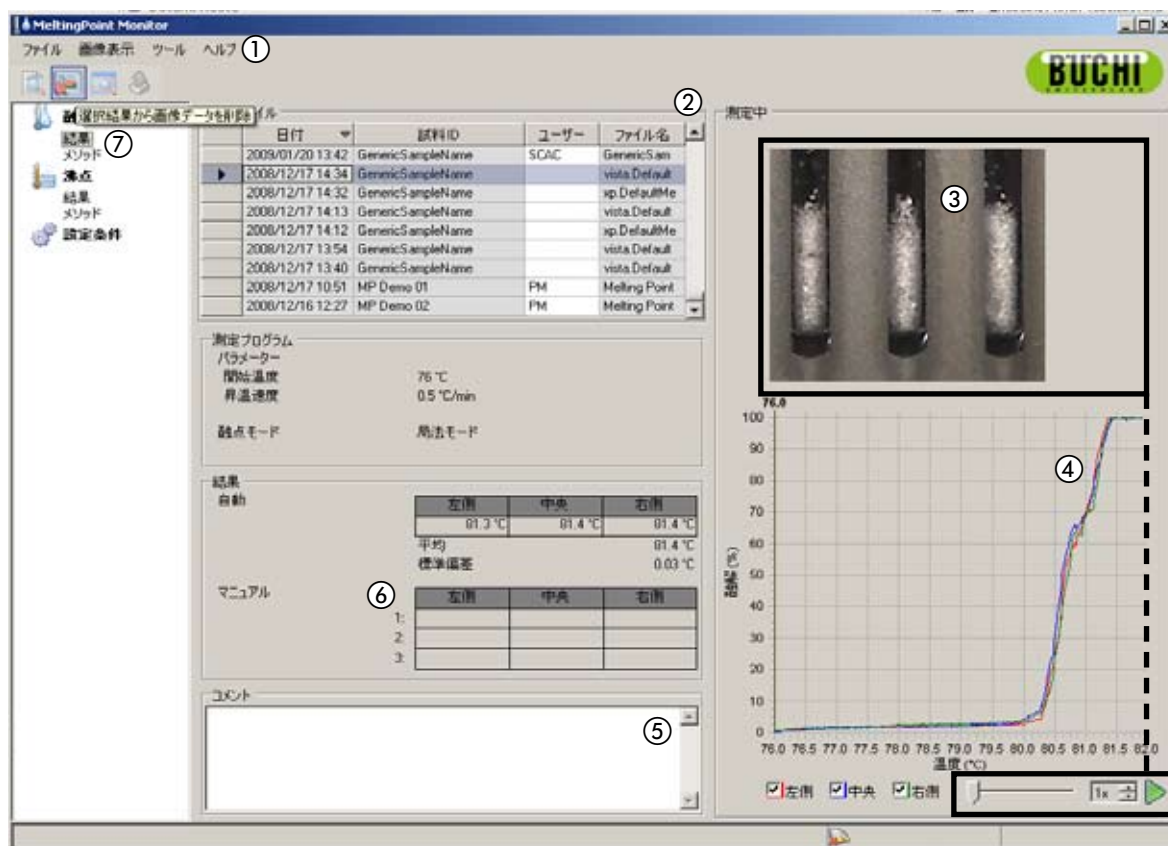 MeltingPoint Monitor
ファイル 画像表示 ツール ヘルプ ①
BUCHI
選択結果から画像データを削除
イル ②
測定中
結果 ⑦
メソッド
沸点
結果
メソッド
設定条件
日付 試料ID ユーザー ファイル名
2009/01/20 13:42 GenericSampleName SCAC GenericSam
2008/12/17 14:34 GenericSampleName vista.Default
2008/12/17 14:32 GenericSampleName xp.DefaultMe
2008/12/17 14:13 GenericSampleName vista.Default
2008/12/17 14:12 GenericSampleName xp.DefaultMe
2008/12/17 13:54 GenericSampleName vista.Default
2008/12/17 13:40 GenericSampleName vista.Default
2008/12/17 10:51 MP Demo 01 PM Melting Point
2008/12/16 12:27 MP Demo 02 PM Melting Point
③
測定プログラム
パラメーター
開始温度 76 ℃
昇温速度 0.5 ℃/min
融点モード 局法モード
結果
自動
左側 中央 右側
81.3 ℃ 81.4 ℃ 81.4 ℃
平均 81.4 ℃
標準偏差 0.03 ℃
マニュアル ⑥
左側 中央 右側
1:
2:
3:
コメント
⑤
76.0
100
90
80
70
60
50
40
30
20
10
0
④
融解 (%)
76.0 76.5 77.0 77.5 78.0 78.5 79.0 79.5 80.0 80.5 81.0 81.5 82.0
温度 (℃)
左側 中央 右側
1x